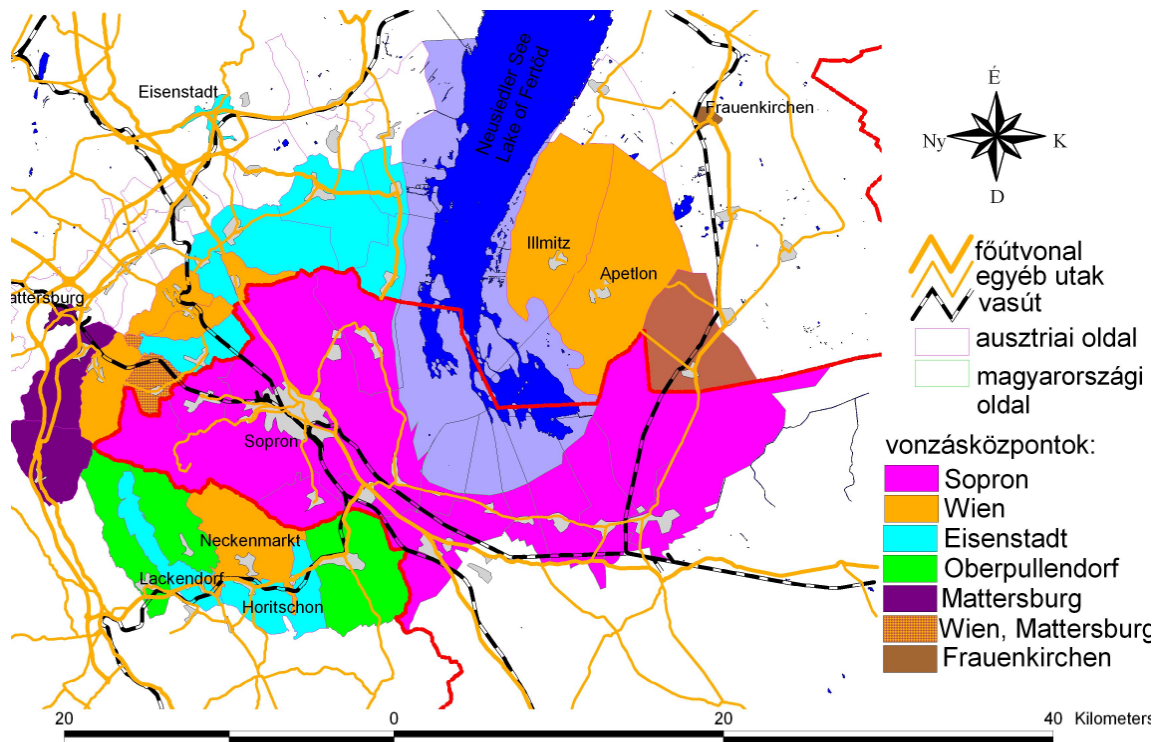 Eisenstadt
Neusiedler See
Lake of Fertőd
Frauenkirchen
Illmitz
Apetlon
attersburg
Sopron
Neckenmarkt
Lackendorf
Horitschon
É
Ny
K
D
főútvonal
egyéb utak
vasút
ausztriai oldal
magyarországi
oldal
vonzásközpontok:
Sopron
Wien
Eisenstadt
Oberpullendorf
Mattersburg
Wien, Mattersburg
Frauenkirchen
20 0 20 40 Kilometers